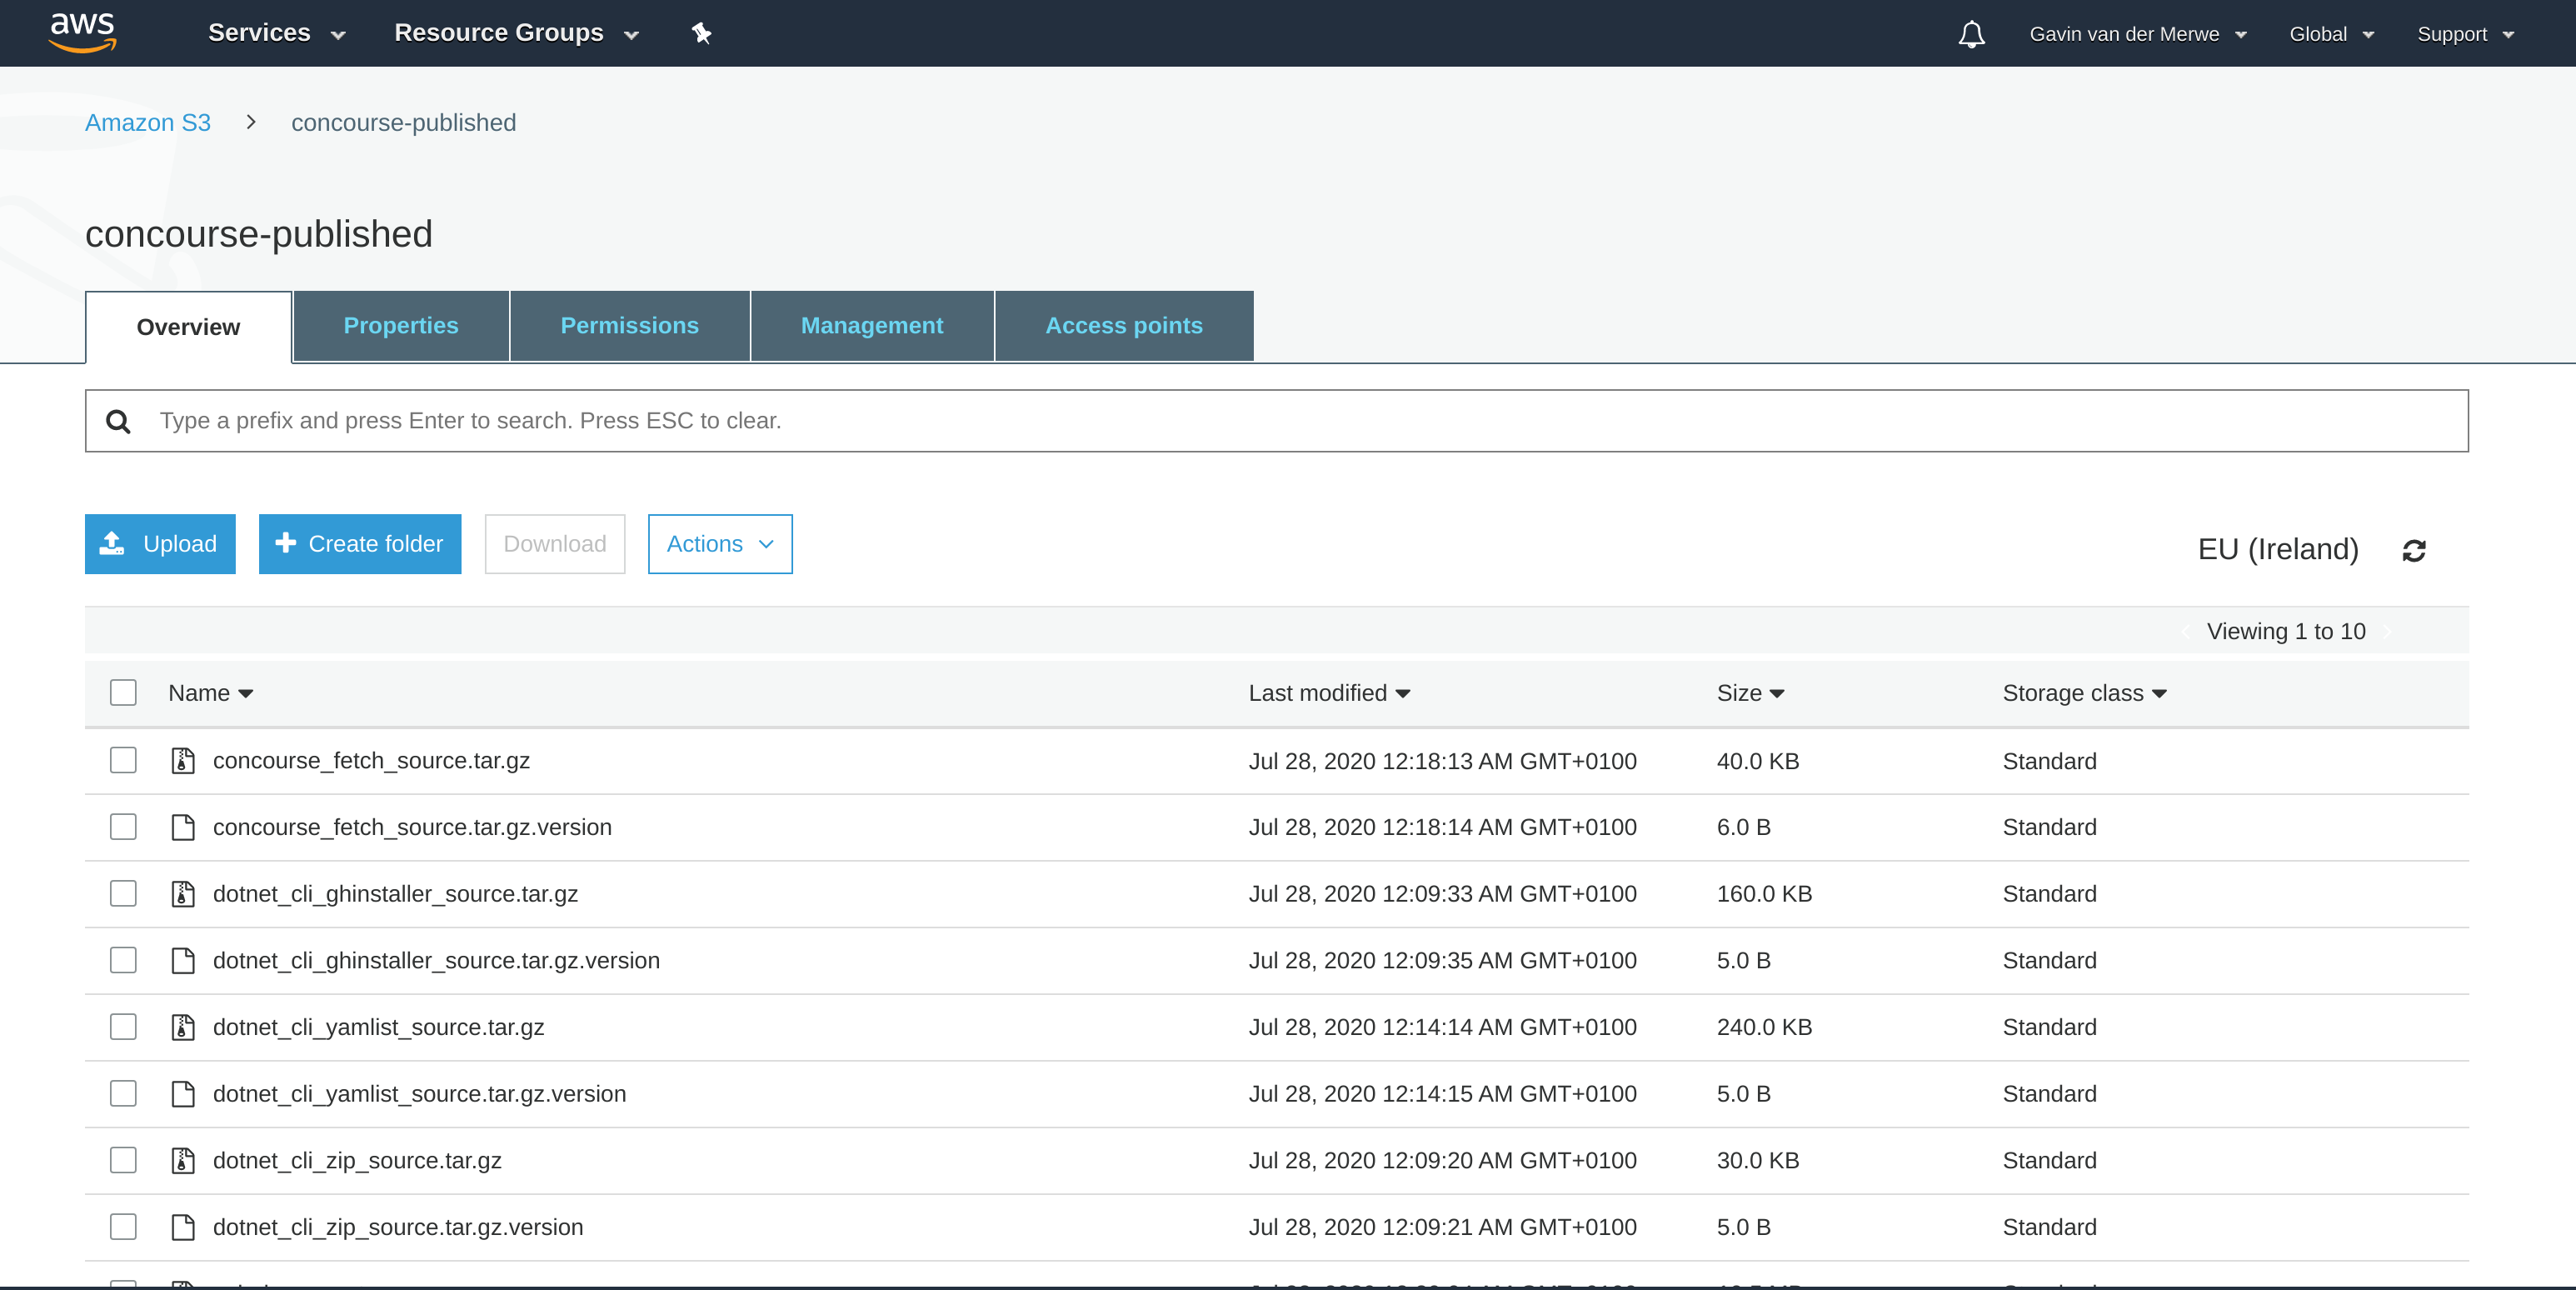 aws Services Resource Groups Gavin van der Merwe Global Support
Amazon S3 > concourse-published
concourse-published
Overview Properties Permissions Management Access points
Type a prefix and press Enter to search. Press ESC to clear.
Upload Create folder Download Actions EU (Ireland)
Viewing 1 to 10
Name Last modified Size Storage class
concourse_fetch_source.tar.gz Jul 28, 2020 12:18:13 AM GMT+0100 40.0 KB Standard
concourse_fetch_source.tar.gz.version Jul 28, 2020 12:18:14 AM GMT+0100 6.0 B Standard
dotnet_cli_ghinstaller_source.tar.gz Jul 28, 2020 12:09:33 AM GMT+0100 160.0 KB Standard
dotnet_cli_ghinstaller_source.tar.gz.version Jul 28, 2020 12:09:35 AM GMT+0100 5.0 B Standard
dotnet_cli_yamlist_source.tar.gz Jul 28, 2020 12:14:14 AM GMT+0100 240.0 KB Standard
dotnet_cli_yamlist_source.tar.gz.version Jul 28, 2020 12:14:15 AM GMT+0100 5.0 B Standard
dotnet_cli_zip_source.tar.gz Jul 28, 2020 12:09:20 AM GMT+0100 30.0 KB Standard
dotnet_cli_zip_source.tar.gz.version Jul 28, 2020 12:09:21 AM GMT+0100 5.0 B Standard